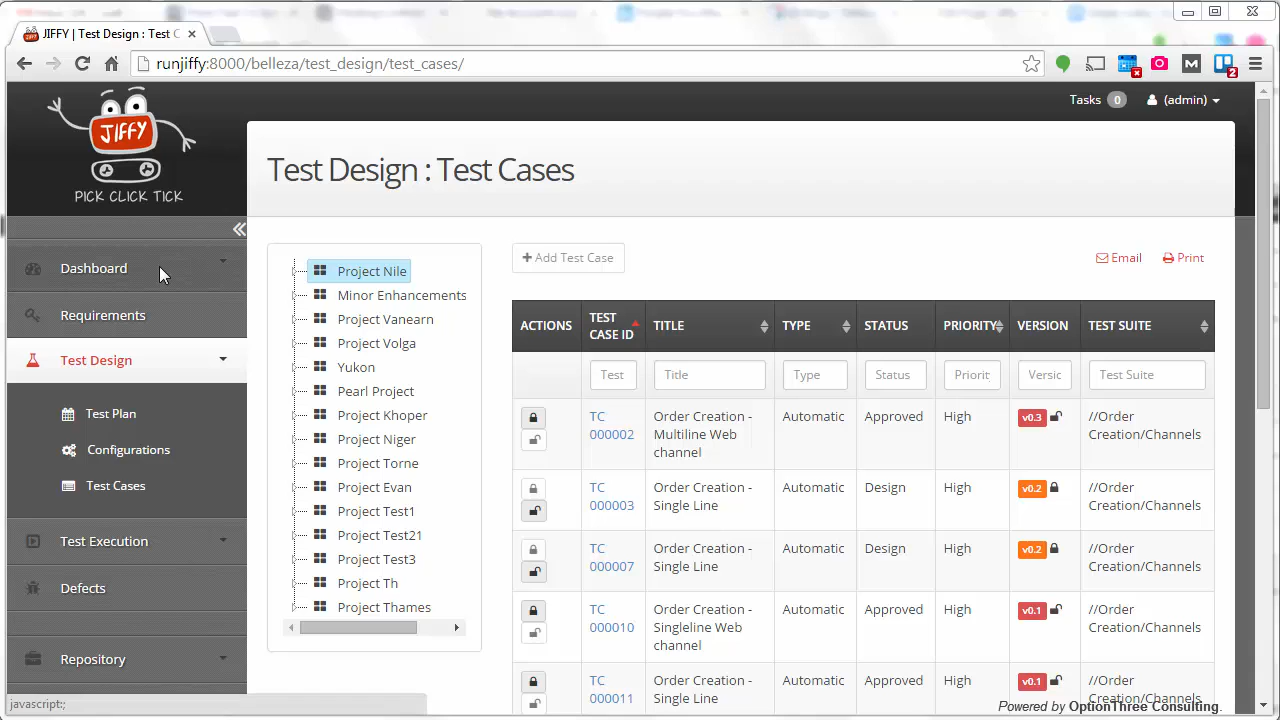 JIFFY | Test Design : Test C
runjiffy:8000/belleza/test_design/test_cases/
2
Tasks 0 (admin)
JIFFY
PICK CLICK TICK
Test Design : Test Cases
Dashboard
Requirements
Test Design
Test Plan
Configurations
Test Cases
Test Execution
Defects
Repository
javascript:;
Project Nile
Minor Enhancements
Project Vanearn
Project Volga
Yukon
Pearl Project
Project Khoper
Project Niger
Project Torne
Project Evan
Project Test1
Project Test21
Project Test3
Project Th
Project Thames
+ Add Test Case
Email Print
ACTIONS TEST CASE ID TITLE TYPE STATUS PRIORITY VERSION TEST SUITE
Test Title Type Status Priorit Versic Test Suite
TC 000002 Order Creation - Multiline Web channel Automatic Approved High v0.3 //Order Creation/Channels
TC 000003 Order Creation - Single Line Automatic Design High v0.2 //Order Creation/Channels
TC 000007 Order Creation - Single Line Automatic Design High v0.2 //Order Creation/Channels
TC 000010 Order Creation - Singleline Web channel Automatic Approved High v0.1 //Order Creation/Channels
TC 000011 Order Creation - Single Line Automatic Approved High v0.1 //Order Creation/Channels
Powered by OptionThree Consulting.